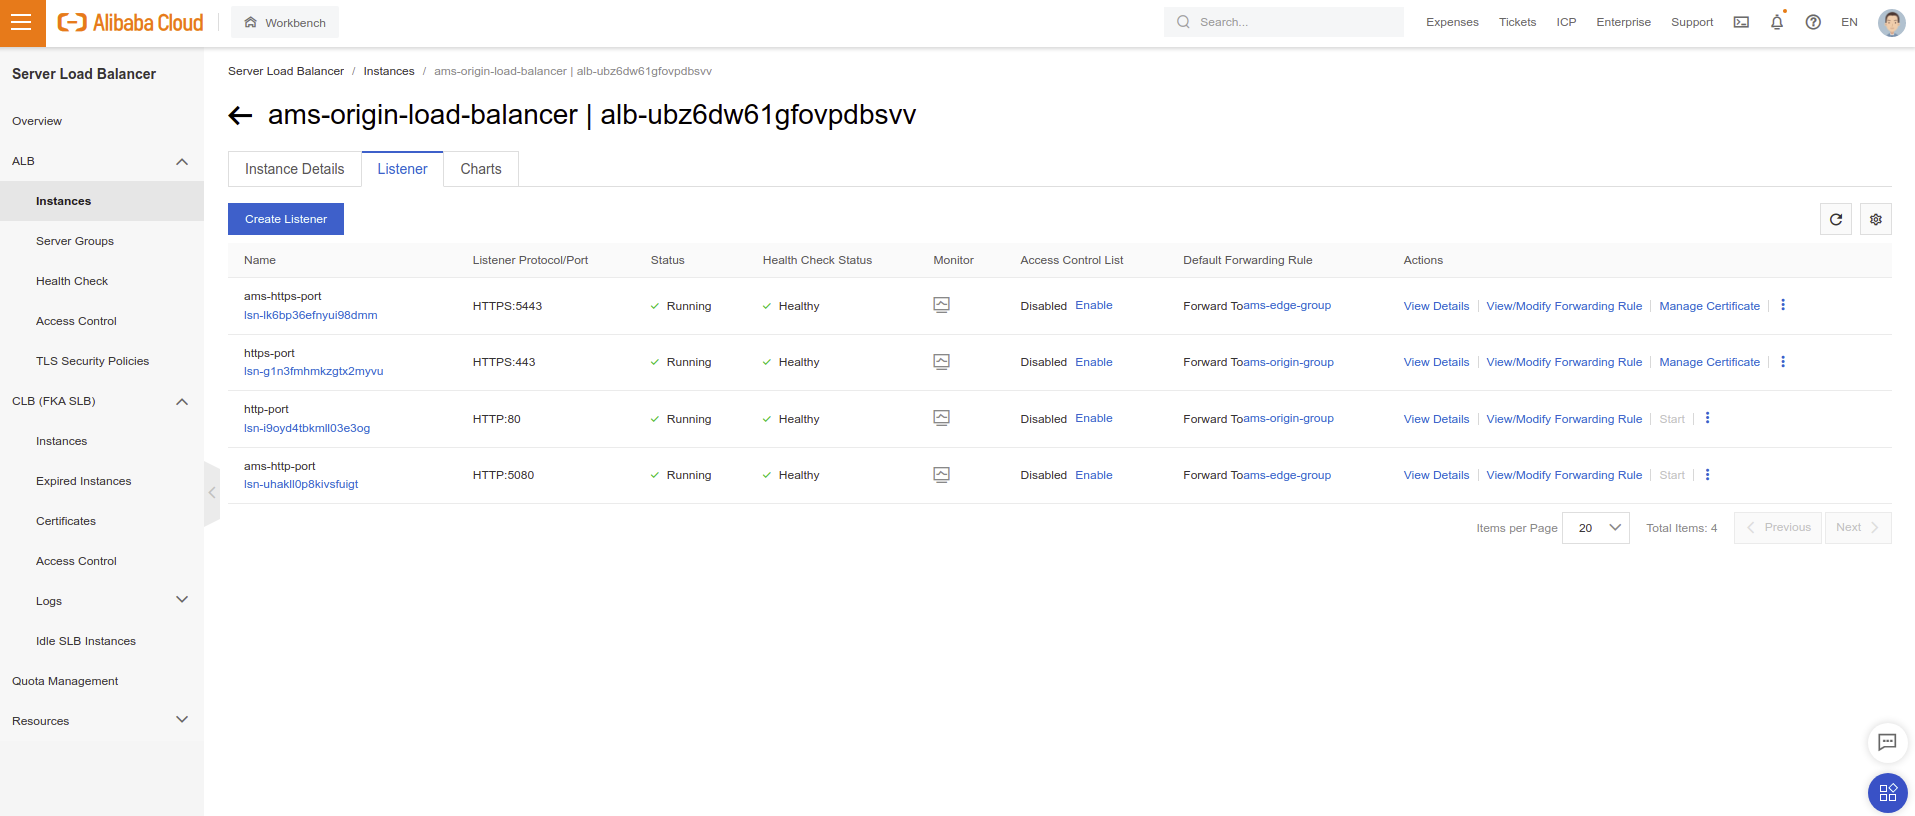 Alibaba Cloud
Workbench
Search...
Expenses Tickets ICP Enterprise Support EN
Server Load Balancer
Overview
ALB
Instances
Server Groups
Health Check
Access Control
TLS Security Policies
CLB (FKA SLB)
Instances
Expired Instances
Certificates
Access Control
Logs
Idle SLB Instances
Quota Management
Resources
Server Load Balancer / Instances / ams-origin-load-balancer | alb-ubz6dw61gfovpdbsvv
ams-origin-load-balancer | alb-ubz6dw61gfovpdbsvv
Instance Details Listener Charts
Create Listener
Name Listener Protocol/Port Status Health Check Status Monitor Access Control List Default Forwarding Rule Actions
ams-https-port
lsn-lk6bp36efnyui98dmm
HTTPS:5443 Running Healthy Disabled Enable Forward Toams-edge-group View Details | View/Modify Forwarding Rule | Manage Certificate |
https-port
lsn-g1n3fmhmkzgtx2myvu
HTTPS:443 Running Healthy Disabled Enable Forward Toams-origin-group View Details | View/Modify Forwarding Rule | Manage Certificate |
http-port
lsn-i9oyd4tbkmll03e3og
HTTP:80 Running Healthy Disabled Enable Forward Toams-origin-group View Details | View/Modify Forwarding Rule | Start |
ams-http-port
lsn-uhakll0p8kivsfuigt
HTTP:5080 Running Healthy Disabled Enable Forward Toams-edge-group View Details | View/Modify Forwarding Rule | Start |
Items per Page 20 Total Items: 4 Previous Next